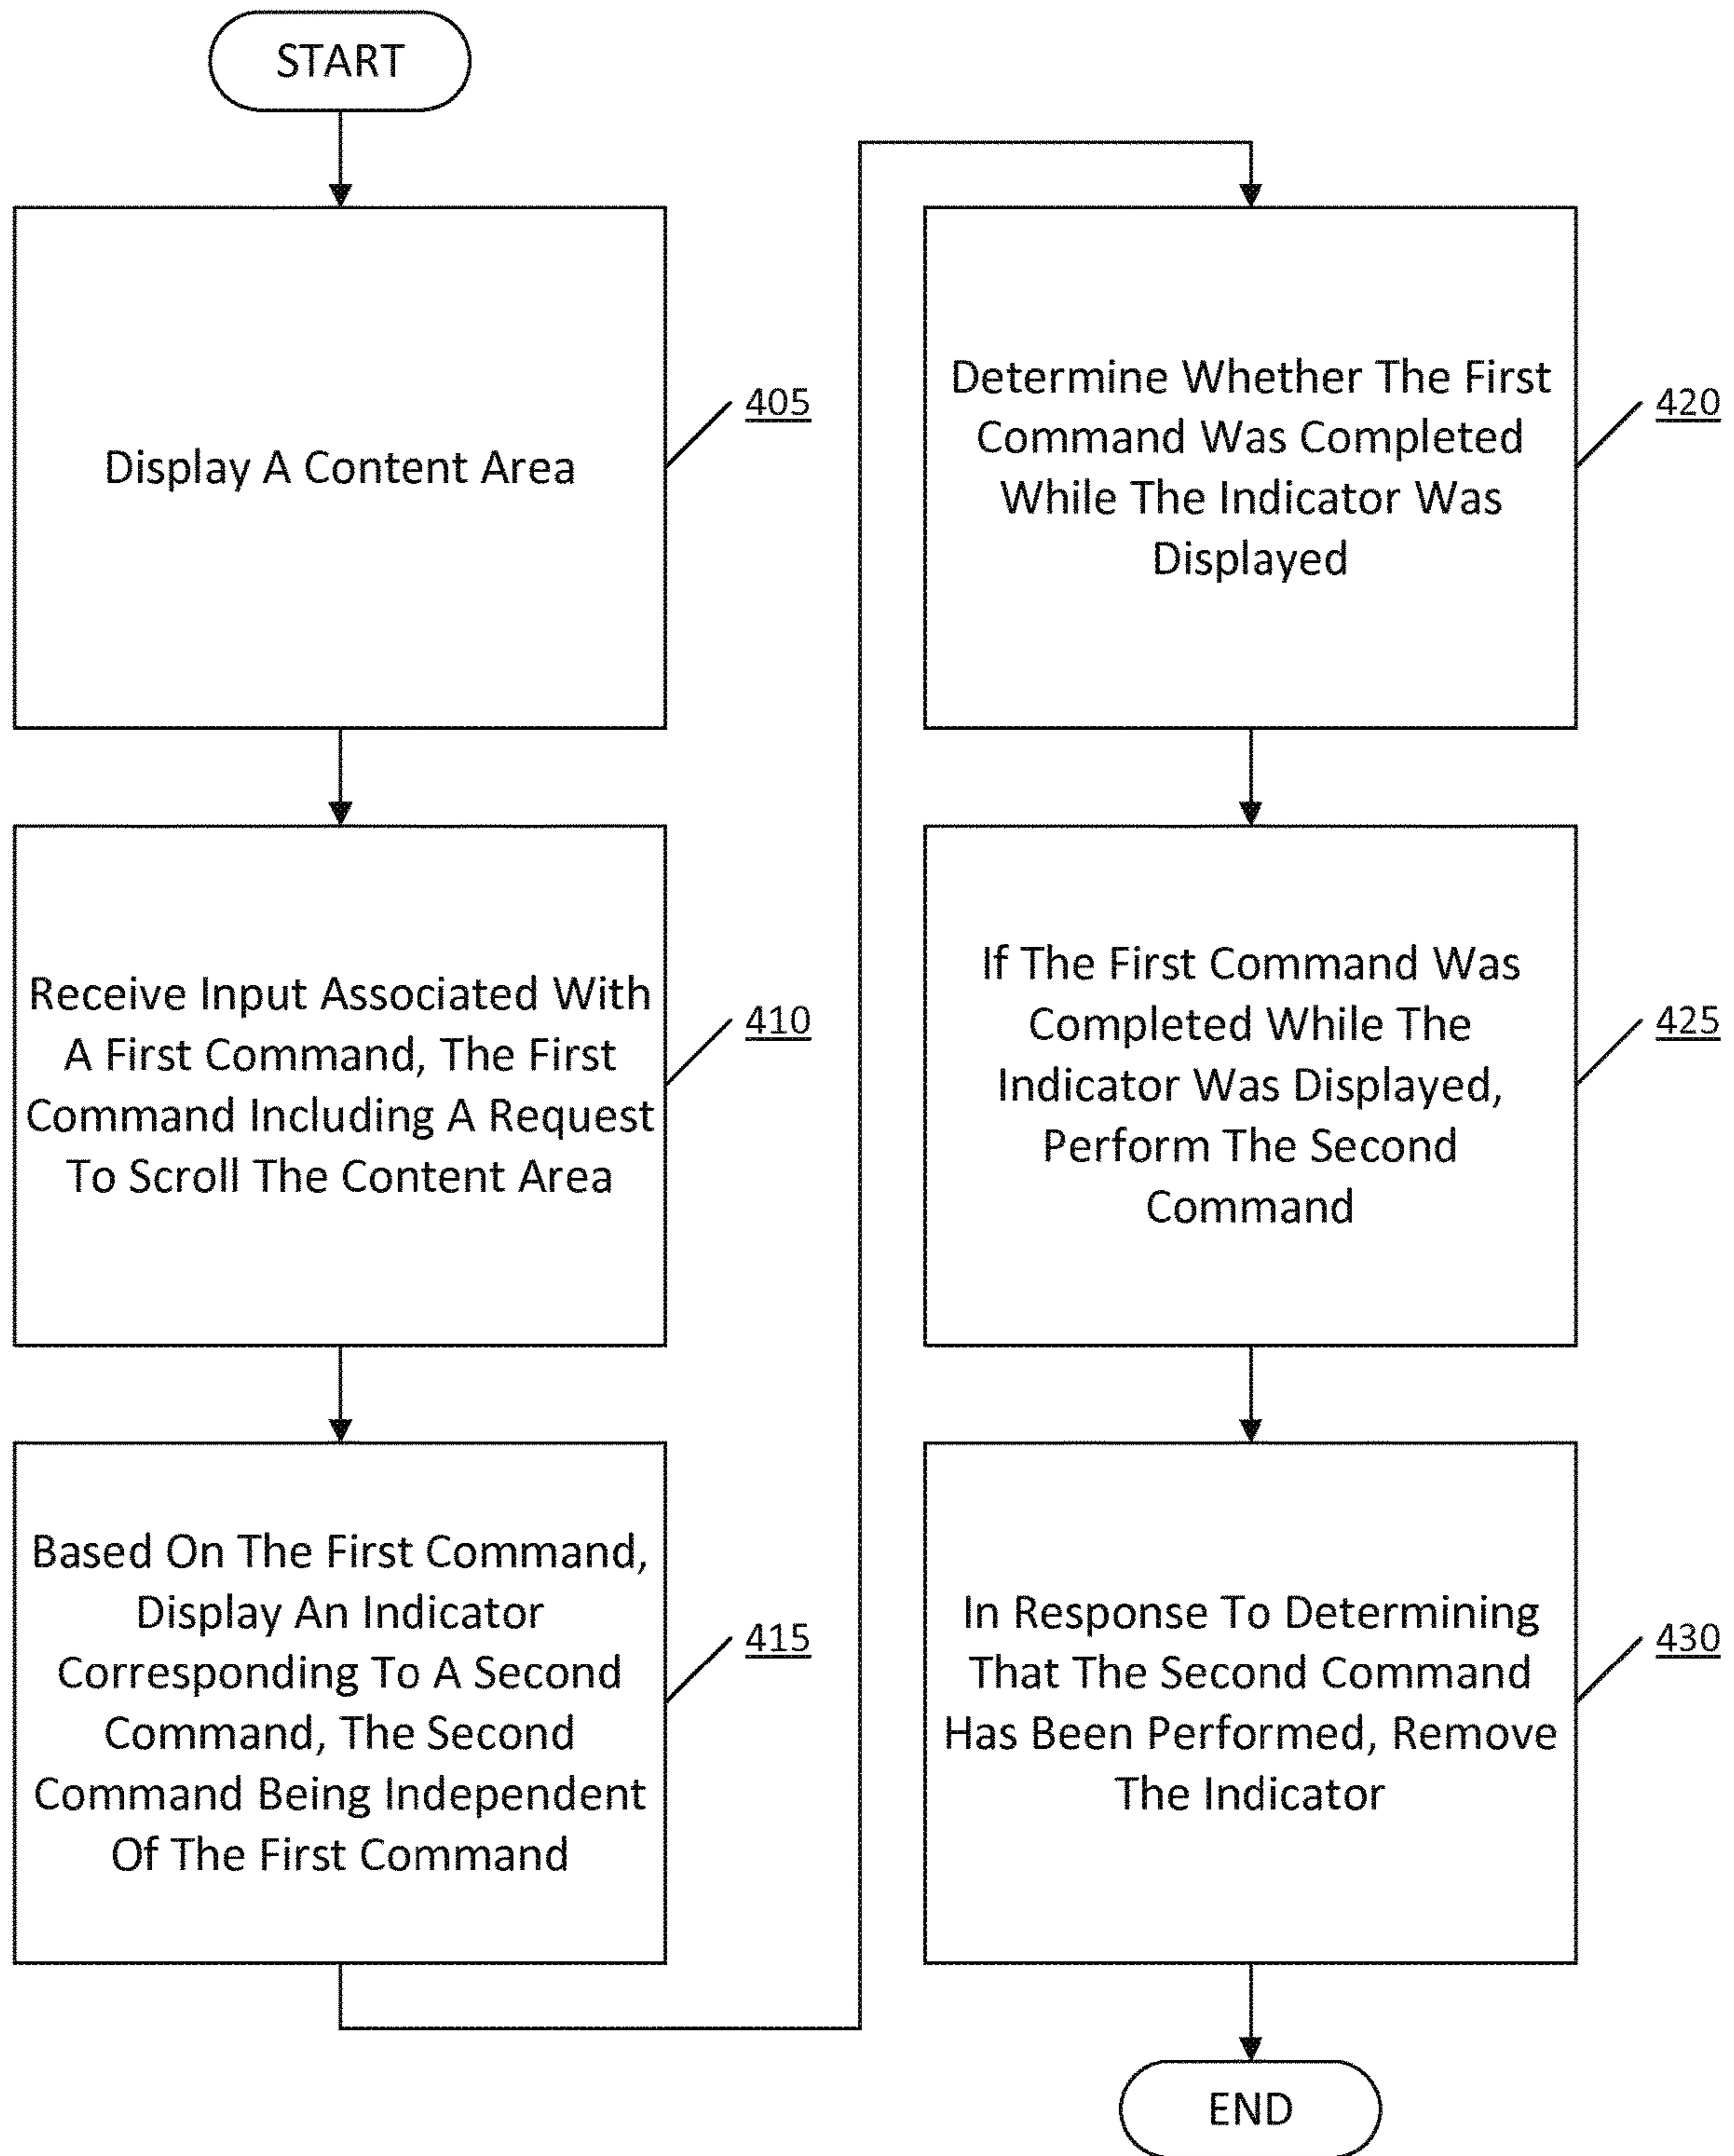 START
Display A Content Area
405
Receive Input Associated With
A First Command, The First
Command Including A Request
To Scroll The Content Area
410
Based On The First Command,
Display An Indicator
Corresponding To A Second
Command, The Second
Command Being Independent
Of The First Command
415
Determine Whether The First
Command Was Completed
While The Indicator Was
Displayed
420
If The First Command Was
Completed While The
Indicator Was Displayed,
Perform The Second
Command
425
In Response To Determining
That The Second Command
Has Been Performed, Remove
The Indicator
430
END